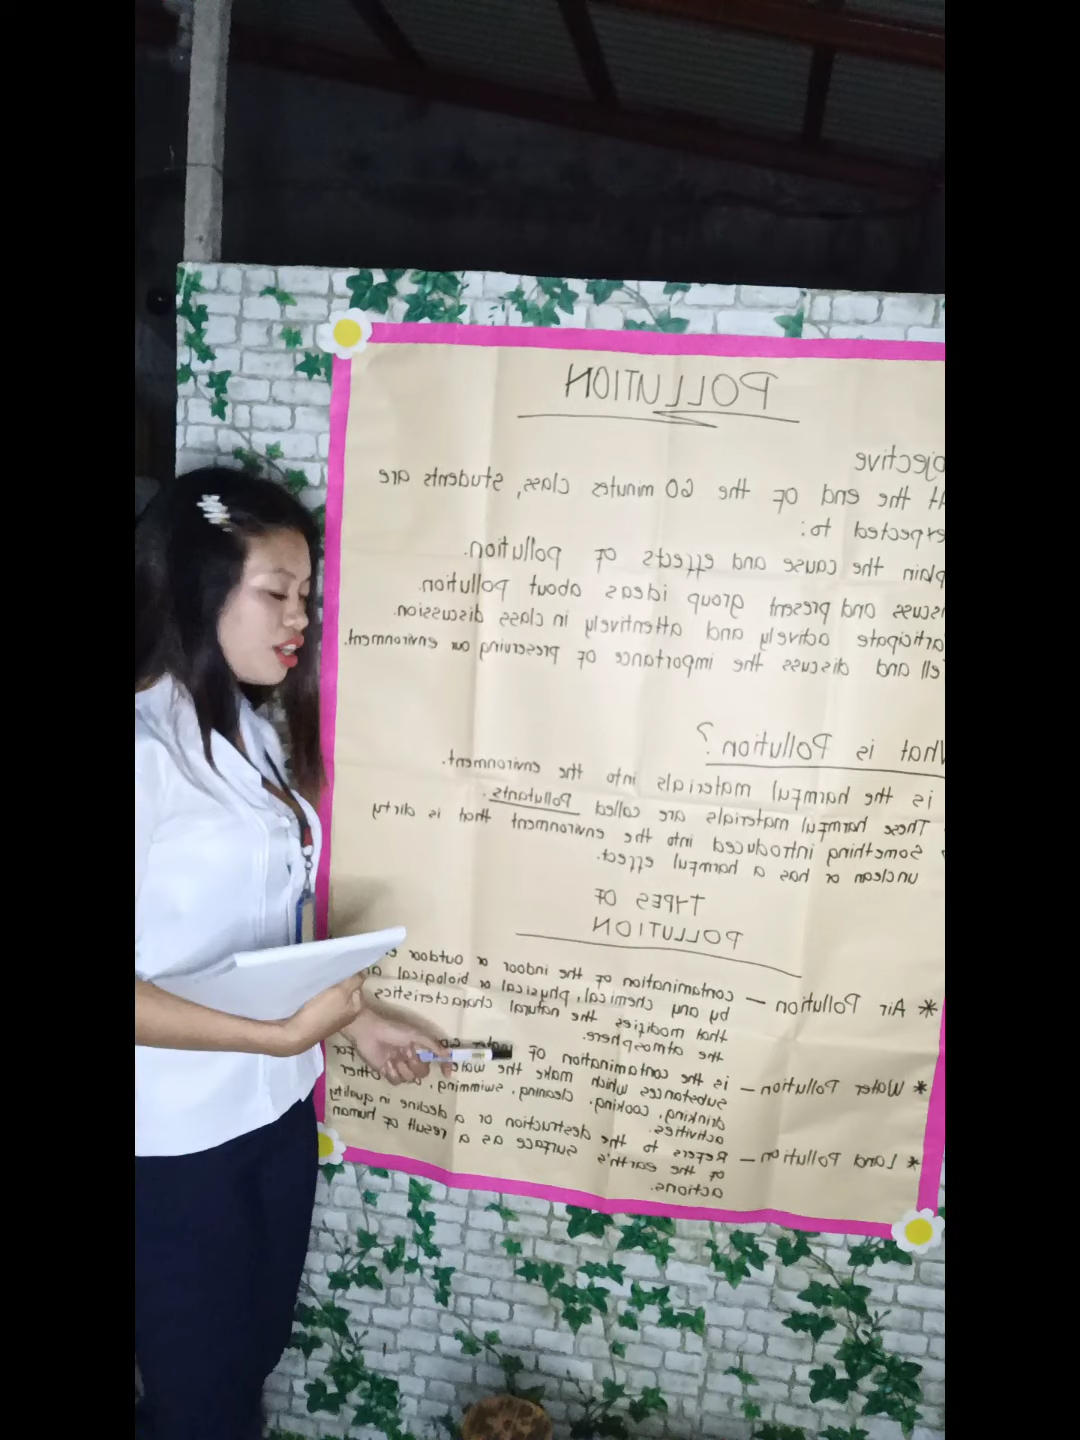 POLLUTION
ojective
At the end of the 60 minutes class, students are
expected to:
plain the cause and effects of pollution.
iscuss and present group ideas about pollution.
articipate actively and attentively in class discussion.
Tell and discuss the importance of preserving our environment.
What is Pollution?
is the harmful materials into the environment.
These harmful materials are called Pollutants.
Something introduced into the environment that is dirty
unclean or has a harmful effect.
TYPES OF
POLLUTION
* Air Pollution - contamination of the indoor or outdoor
by any chemical, physical or biological
that modifies the natural characteristics
the atmosphere.
* Water Pollution - is the contamination of water
substances which make the for
drinking, cooking, cleaning, swimming, other
activities.
* Land Pollution - Refers to the destruction or a decline in quality
of the earth's surface as a result of human
actions.